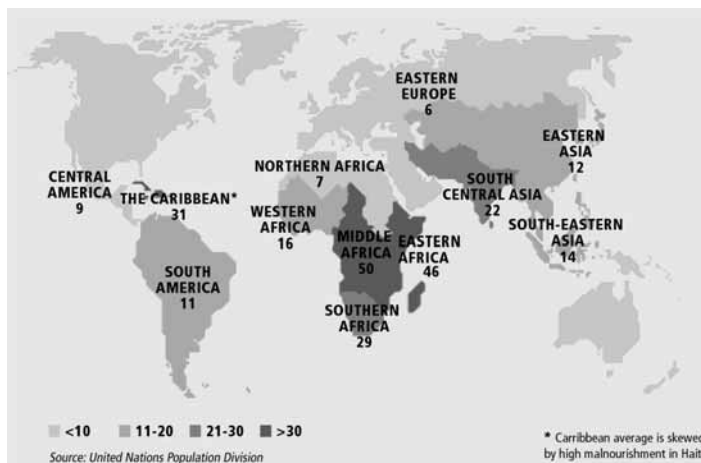 EASTERN
EUROPE
6
EASTERN
ASIA
12
CENTRAL
AMERICA
9
THE CARIBBEAN*
31
NORTHERN AFRICA
7
SOUTH
CENTRAL ASIA
22
WESTERN
AFRICA
16
MIDDLE
AFRICA
50
EASTERN
AFRICA
46
SOUTH-EASTERN
ASIA
14
SOUTH
AMERICA
11
SOUTHERN
AFRICA
29
<10 11-20 21-30 >30
Source: United Nations Population Division
* Carribbean average is skewed
by high malnourishment in Hait